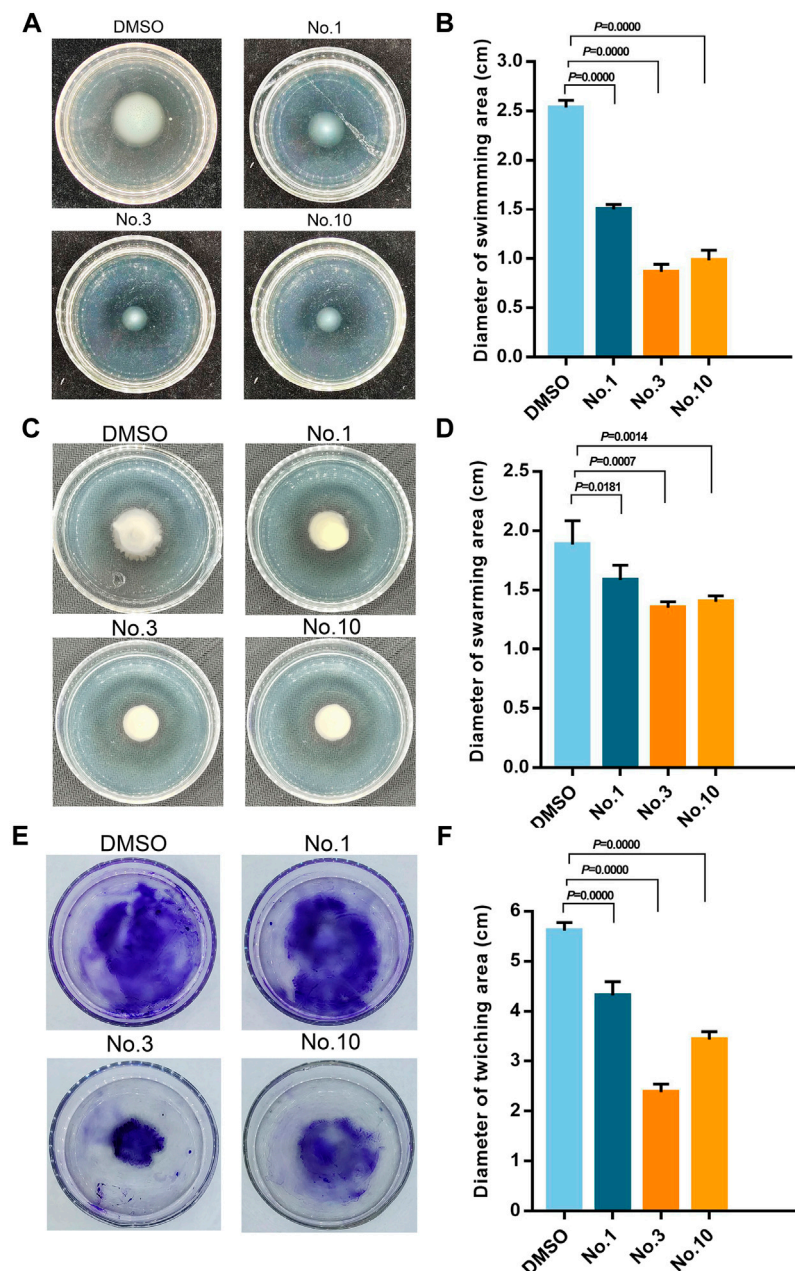 A
DMSO
No.1
No.3
No.10
B
Diameter of swimmming area (cm)
3.0
2.5
2.0
1.5
1.0
0.5
0.0
P=0.0000
P=0.0000
P=0.0000
DMSO
No.1
No.3
No.10
C
DMSO
No.1
No.3
No.10
D
Diameter of swarming area (cm)
2.5
2.0
1.5
1.0
0.5
0.0
P=0.0014
P=0.0007
P=0.0181
DMSO
No.1
No.3
No.10
E
DMSO
No.1
No.3
No.10
F
Diameter of twiching area (cm)
6
5
4
3
2
1
0
P=0.0000
P=0.0000
P=0.0000
DMSO
No.1
No.3
No.10